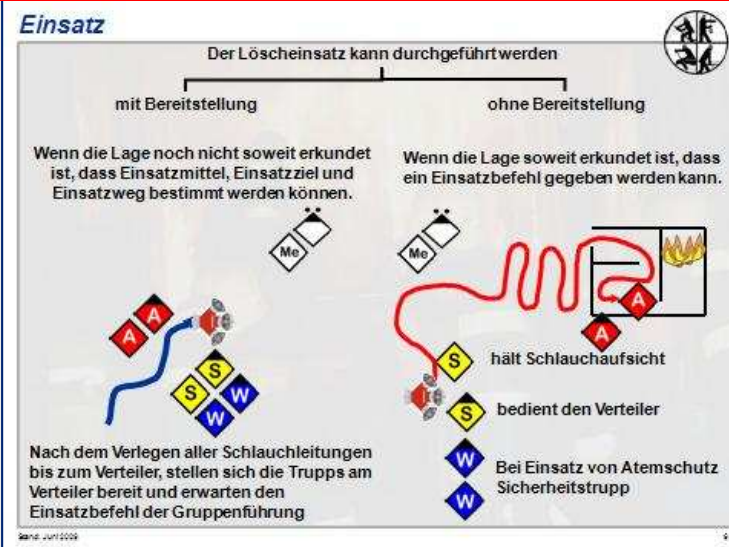 Einsatz
Der Löscheinsatz kann durchgeführt werden
mit Bereitstellung
ohne Bereitstellung
Wenn die Lage noch nicht soweit erkundet
ist, dass Einsatzmittel, Einsatzziel und
Einsatzweg bestimmt werden können.
Wenn die Lage soweit erkundet ist, dass
ein Einsatzbefehl gegeben werden kann.
Me
Me
A
A
S
S
W
W
A
A
S
hält Schlauchaufsicht
S
bedient den Verteiler
W
W
Bei Einsatz von Atemschutz
Sicherheitstrupp
Nach dem Verlegen aller Schlauchleitungen
bis zum Verteiler, stellen sich die Trupps am
Verteiler bereit und erwarten den
Einsatzbefehl der Gruppenführung
Stand: Juni 2009